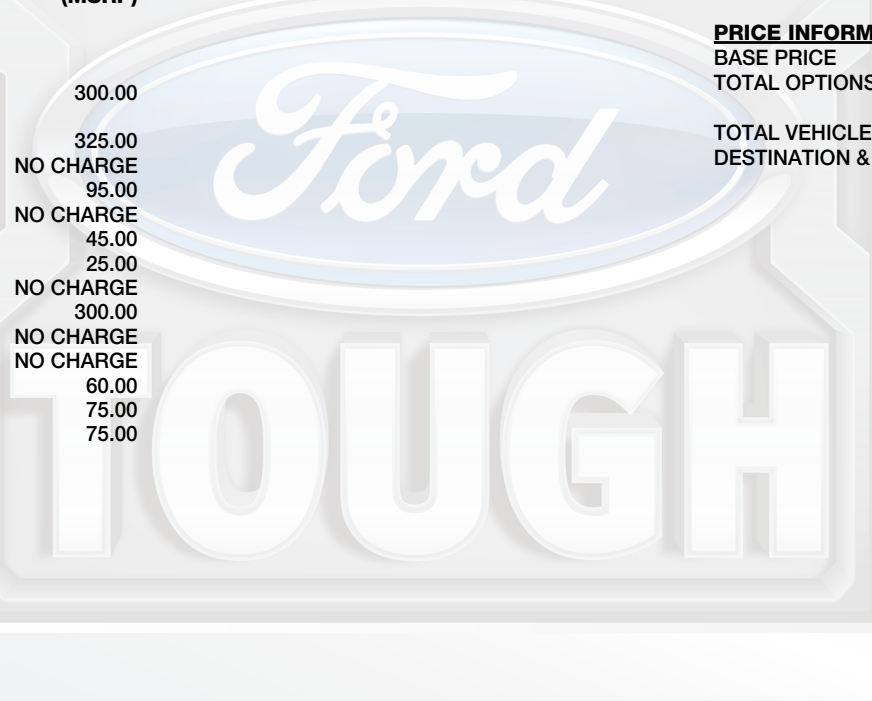 (MSRP)
300.00
325.00
NO CHARGE
95.00
NO CHARGE
45.00
25.00
NO CHARGE
300.00
NO CHARGE
NO CHARGE
60.00
75.00
75.00
PRICE INFORM
BASE PRICE
TOTAL OPTIONS
TOTAL VEHICLE
DESTINATION &
Ford
TOUGH